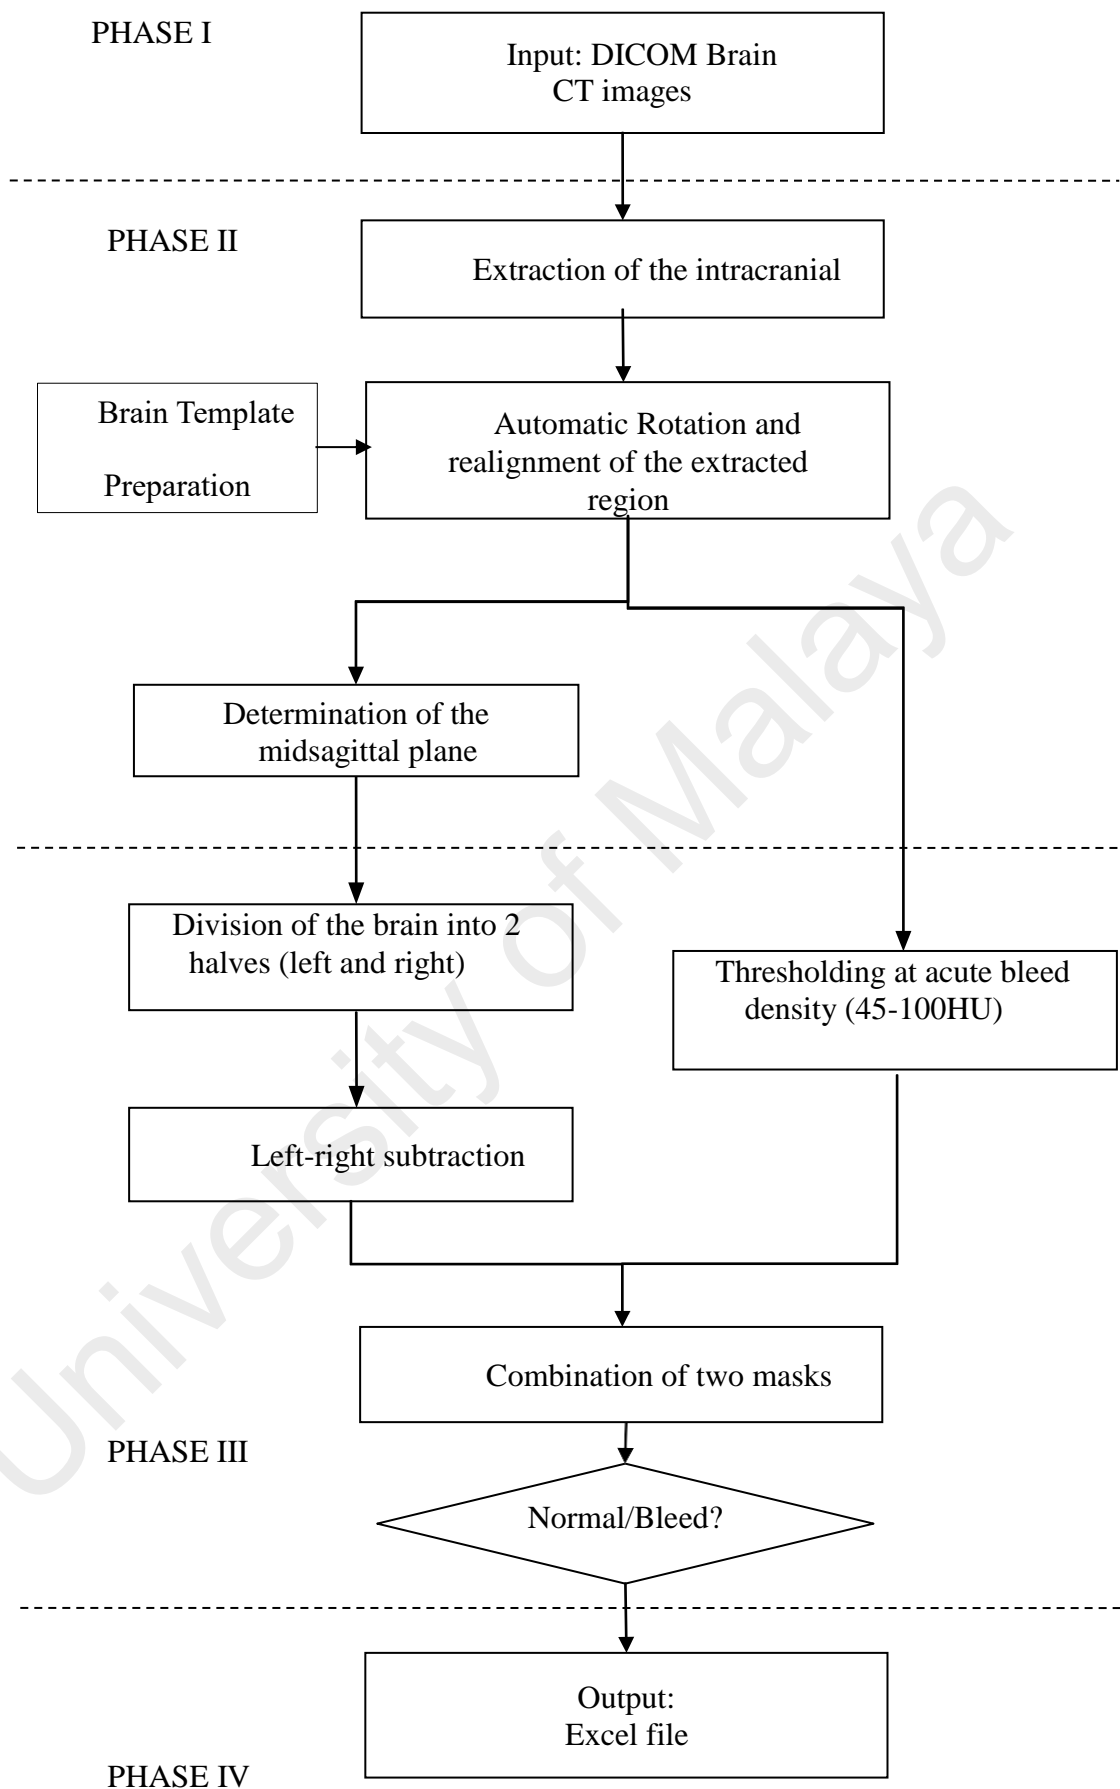 PHASE I
Input: DICOM Brain
CT images
PHASE II
Extraction of the intracranial
Brain Template
Preparation
Automatic Rotation and
realignment of the extracted
region
Determination of the
midsagittal plane
Division of the brain into 2
halves (left and right)
Thresholding at acute bleed
density (45-100HU)
Left-right subtraction
Combination of two masks
PHASE III
Normal/Bleed?
Output:
Excel file
PHASE IV
University of Malaya